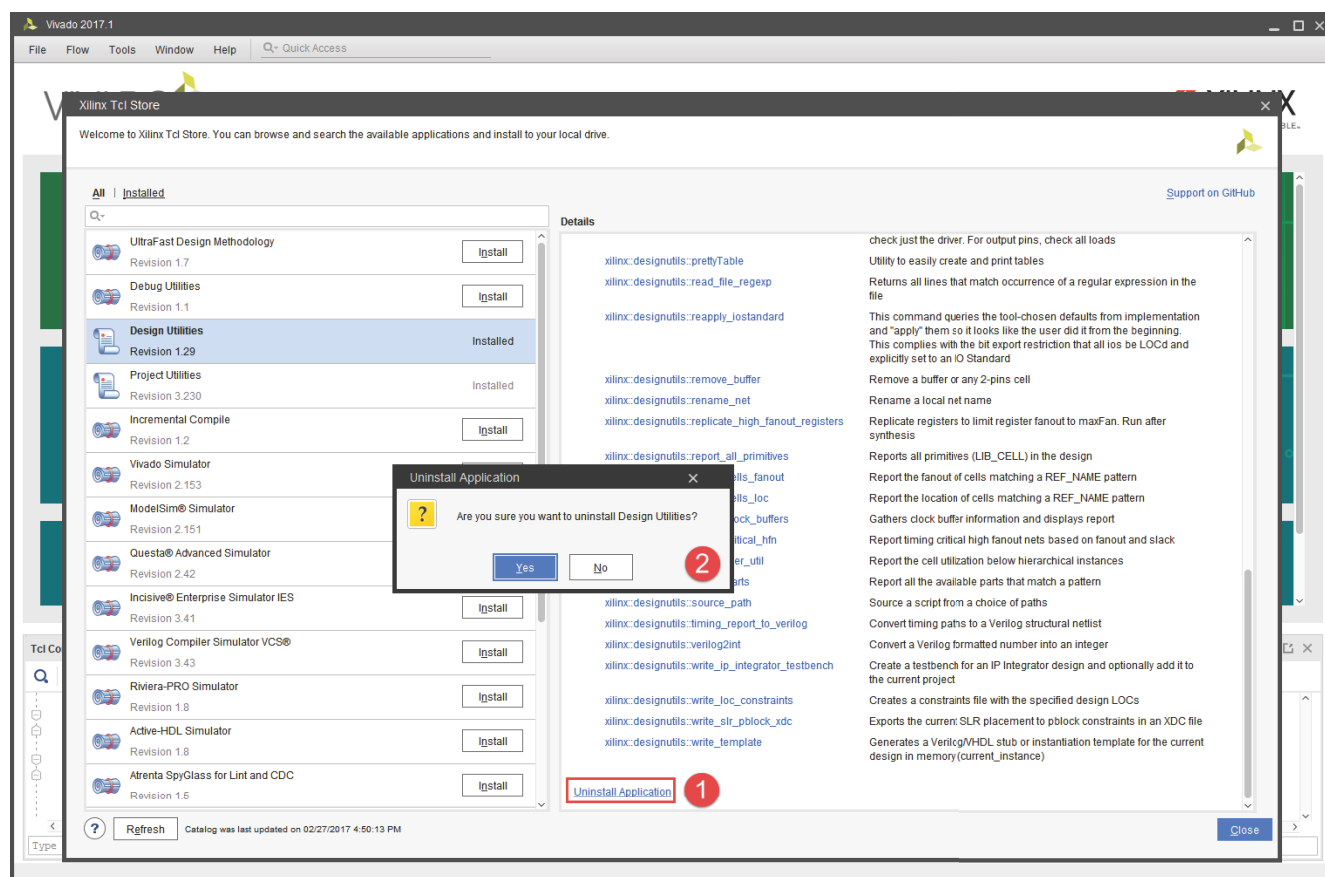 Vivado 2017.1
File Flow Tools Window Help Quick Access
Xilinx Tcl Store
Welcome to Xilinx Tcl Store. You can browse and search the available applications and install to your local drive.
All | Installed
Support on GitHub
UltraFast Design Methodology
Revision 1.7
Install
Debug Utilities
Revision 1.1
Install
Design Utilities
Revision 1.29
Installed
Project Utilities
Revision 3.230
Installed
Incremental Compile
Revision 1.2
Install
Vivado Simulator
Revision 2.153
ModelSim® Simulator
Revision 2.151
Questa® Advanced Simulator
Revision 2.42
Incisive® Enterprise Simulator IES
Revision 3.41
Install
Verilog Compiler Simulator VCS®
Revision 3.43
Install
Riviera-PRO Simulator
Revision 1.8
Install
Active-HDL Simulator
Revision 1.8
Install
Atrenta SpyGlass for Lint and CDC
Revision 1.5
Install
Details
check just the driver. For output pins, check all loads
xilinx::designutils::prettyTable Utility to easily create and print tables
xilinx::designutils::read_file_regexp Returns all lines that match occurrence of a regular expression in the
file
xilinx::designutils::reapply_iostandard This command queries the tool-chosen defaults from implementation
and "apply" them so it looks like the user did it from the beginning.
This complies with the bit export restriction that all ios be LOCd and
explicitly set to an IO Standard
xilinx::designutils::remove_buffer Remove a buffer or any 2-pins cell
xilinx::designutils::rename_net Rename a local net name
xilinx::designutils::replicate_high_fanout_registers Replicate registers to limit register fanout to maxFan. Run after
synthesis
xilinx::designutils::report_all_primitives Reports all primitives (LIB_CELL) in the design
ells_fanout Report the fanout of cells matching a REF_NAME pattern
ells_loc Report the location of cells matching a REF_NAME pattern
ock_buffers Gathers clock buffer information and displays report
itical_hfn Report timing critical high fanout nets based on fanout and slack
er_util Report the cell utilization below hierarchical instances
arts Report all the available parts that match a pattern
xilinx::designutils::source_path Source a script from a choice of paths
xilinx::designutils::timing_report_to_verilog Convert timing paths to a Verilog structural netlist
xilinx::designutils::verilog2int Convert a Verilog formatted number into an integer
xilinx::designutils::write_ip_integrator_testbench Create a testbench for an IP Integrator design and optionally add it to
the current project
xilinx::designutils::write_loc_constraints Creates a constraints file with the specified design LOCs
xilinx::designutils::write_slr_pblock_xdc Exports the current SLR placement to pblock constraints in an XDC file
xilinx::designutils::write_template Generates a Verilog/VHDL stub or instantiation template for the current
design in memory(current_instance)
Uninstall Application 1
Uninstall Application
? Are you sure you want to uninstall Design Utilities?
Yes No 2
? Refresh Catalog was last updated on 02/27/2017 4:50:13 PM
Close
Tcl Co
Type